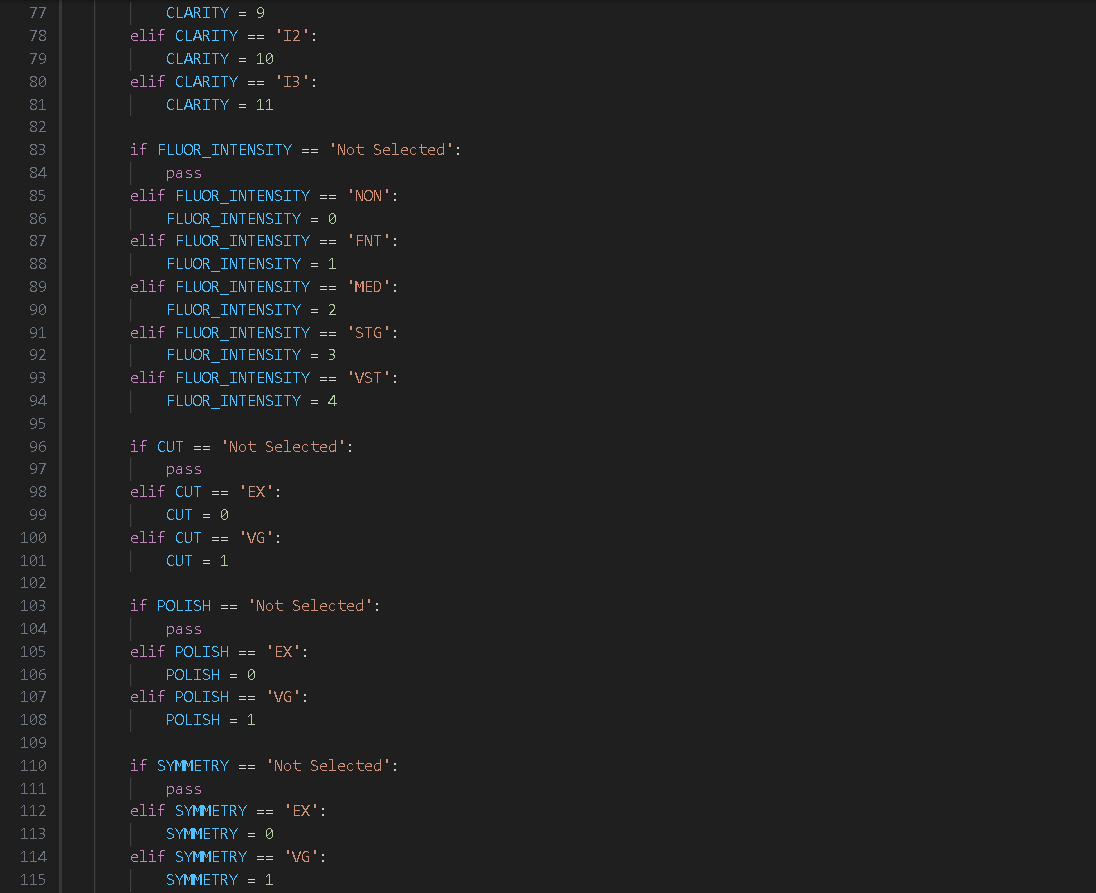 77 CLARITY = 9
78 elif CLARITY == 'I2':
79 CLARITY = 10
80 elif CLARITY == 'I3':
81 CLARITY = 11
82
83 if FLUOR_INTENSITY == 'Not Selected':
84 pass
85 elif FLUOR_INTENSITY == 'NON':
86 FLUOR_INTENSITY = 0
87 elif FLUOR_INTENSITY == 'FNT':
88 FLUOR_INTENSITY = 1
89 elif FLUOR_INTENSITY == 'MED':
90 FLUOR_INTENSITY = 2
91 elif FLUOR_INTENSITY == 'STG':
92 FLUOR_INTENSITY = 3
93 elif FLUOR_INTENSITY == 'VST':
94 FLUOR_INTENSITY = 4
95
96 if CUT == 'Not Selected':
97 pass
98 elif CUT == 'EX':
99 CUT = 0
100 elif CUT == 'VG':
101 CUT = 1
102
103 if POLISH == 'Not Selected':
104 pass
105 elif POLISH == 'EX':
106 POLISH = 0
107 elif POLISH == 'VG':
108 POLISH = 1
109
110 if SYMMETRY == 'Not Selected':
111 pass
112 elif SYMMETRY == 'EX':
113 SYMMETRY = 0
114 elif SYMMETRY == 'VG':
115 SYMMETRY = 1